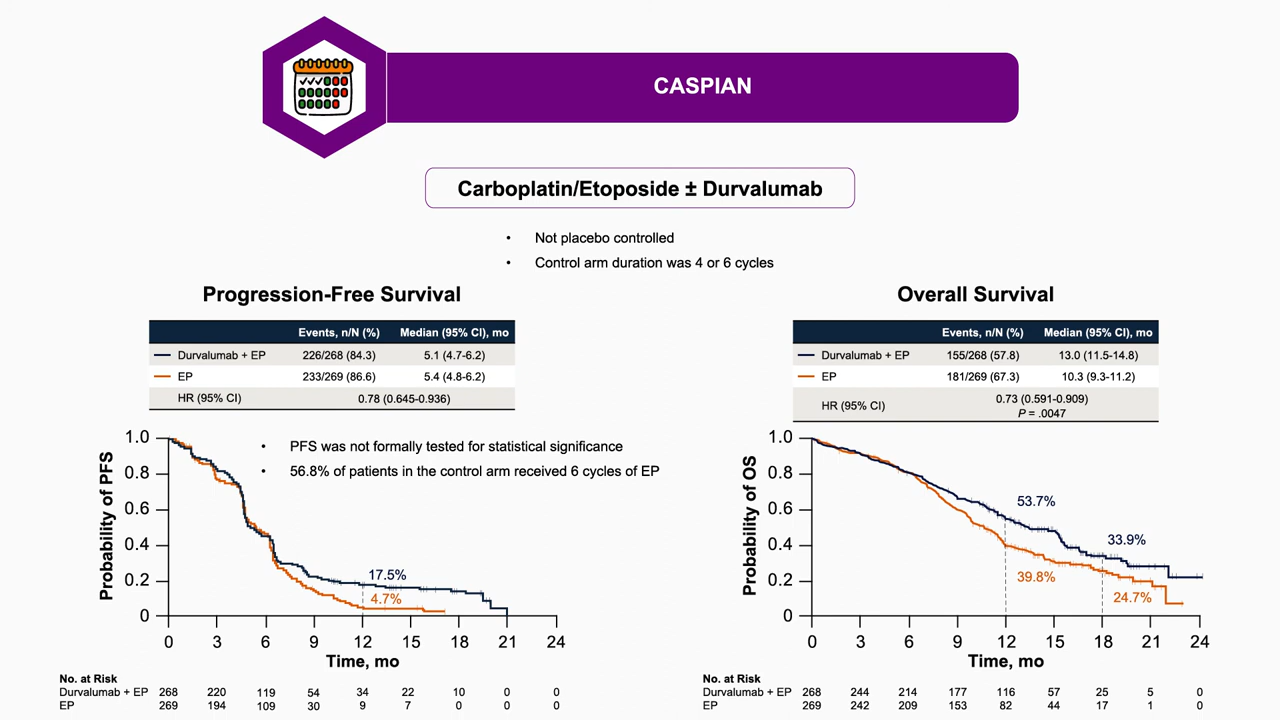 CASPIAN
Carboplatin/Etoposide ± Durvalumab
• Not placebo controlled
• Control arm duration was 4 or 6 cycles
Progression-Free Survival
Events, n/N (%) Median (95% CI), mo
Durvalumab + EP 226/268 (84.3) 5.1 (4.7-6.2)
EP 233/269 (86.6) 5.4 (4.8-6.2)
HR (95% CI) 0.78 (0.645-0.936)
• PFS was not formally tested for statistical significance
• 56.8% of patients in the control arm received 6 cycles of EP
Probability of PFS
1.0
0.8
0.6
0.4
0.2
0
17.5%
4.7%
0 3 6 9 12 15 18 21 24
Time, mo
No. at Risk
Durvalumab + EP 268 220 119 54 34 22 10 0 0
EP 269 194 109 30 9 7 0 0 0
Overall Survival
Events, n/N (%) Median (95% CI), mo
Durvalumab + EP 155/268 (57.8) 13.0 (11.5-14.8)
EP 181/269 (67.3) 10.3 (9.3-11.2)
HR (95% CI) 0.73 (0.591-0.909)
P = .0047
Probability of OS
1.0
0.8
0.6
0.4
0.2
0
53.7%
33.9%
39.8%
24.7%
0 3 6 9 12 15 18 21 24
Time, mo
No. at Risk
Durvalumab + EP 268 244 214 177 116 57 25 5 0
EP 269 242 209 153 82 44 17 1 0